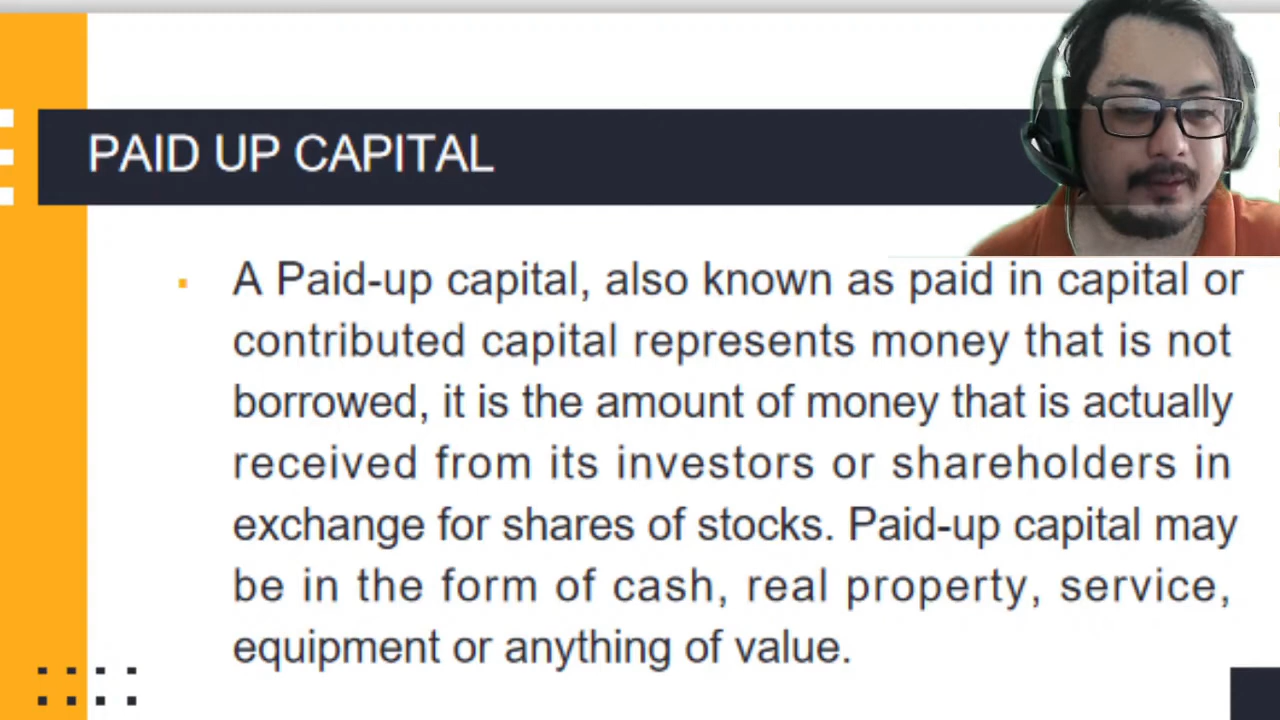 PAID UP CAPITAL
A Paid-up capital, also known as paid in capital or
contributed capital represents money that is not
borrowed, it is the amount of money that is actually
received from its investors or shareholders in
exchange for shares of stocks. Paid-up capital may
be in the form of cash, real property, service,
equipment or anything of value.